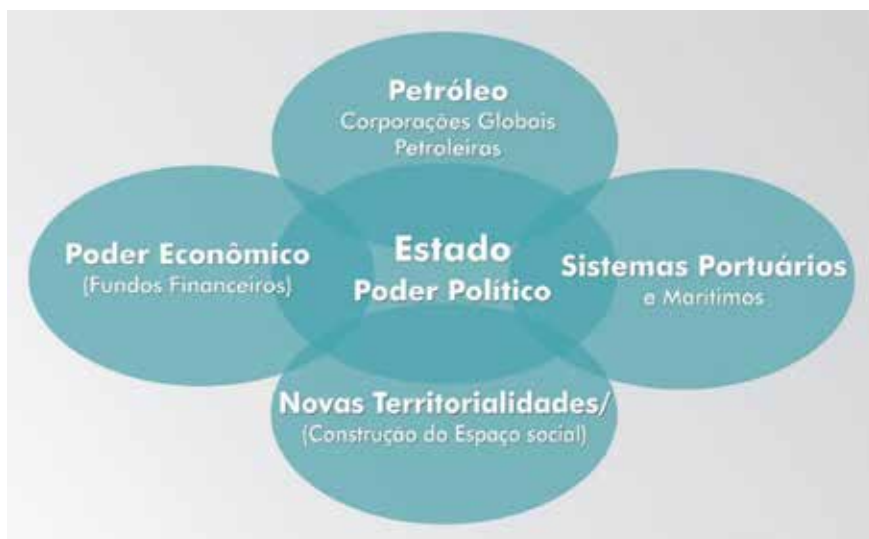 Petróleo
Corporações Globais
Petroleiras
Poder Econômico
(Fundos Financeiros)
Estado
Poder Político
Sistemas Portuários
e Marítimos
Novas Territorialidades/
(Construção do Espaço social)